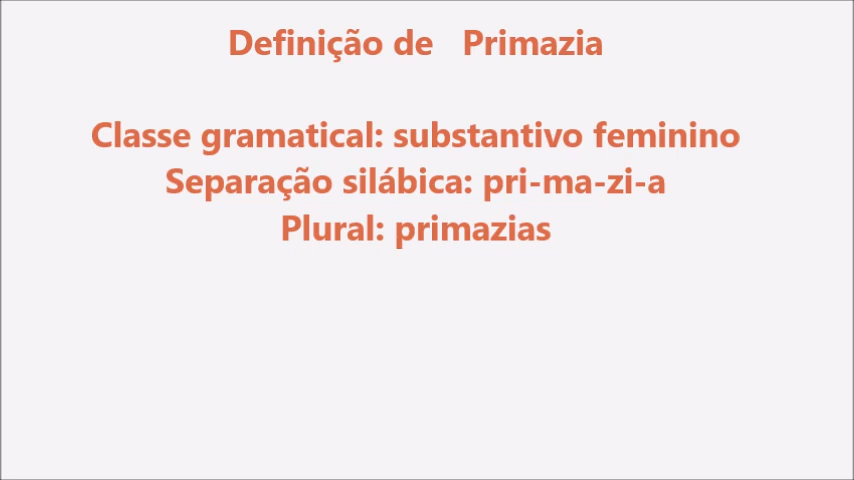 Definição de Primazia
Classe gramatical: substantivo feminino
Separação silábica: pri-ma-zi-a
Plural: primazias